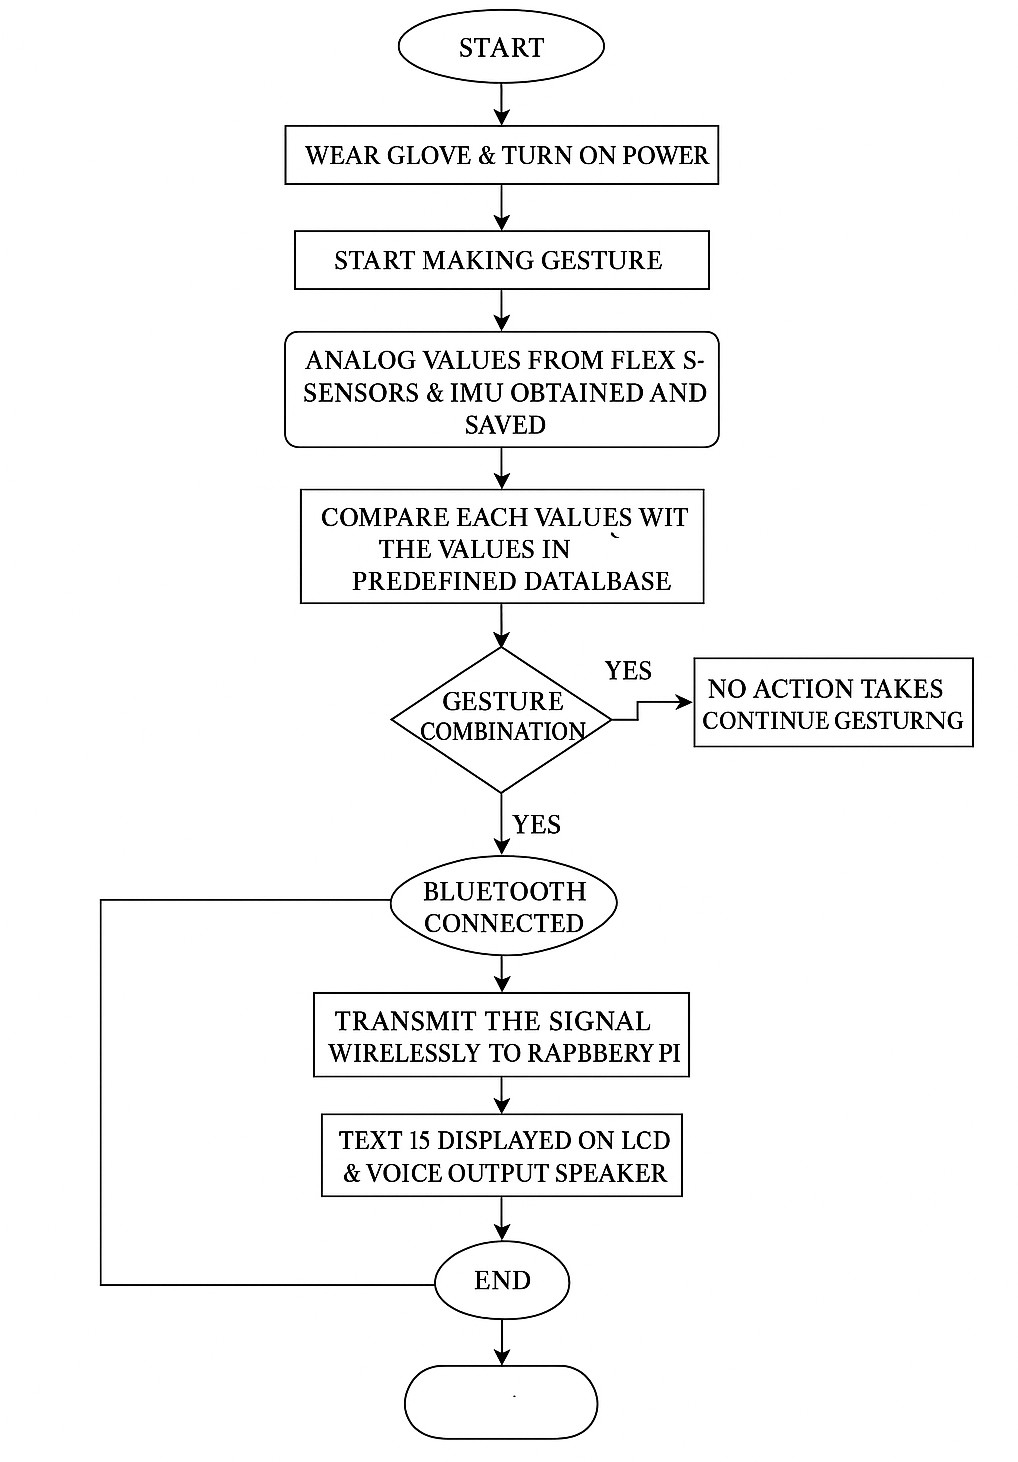 START
WEAR GLOVE & TURN ON POWER
START MAKING GESTURE
ANALOG VALUES FROM FLEX S-
SENSORS & IMU OBTAINED AND
SAVED
COMPARE EACH VALUES WIT
THE VALUES IN
PREDEFINED DATALBASE
GESTURE
COMBINATION
YES
NO ACTION TAKES
CONTINUE GESTURNG
YES
BLUETOOTH
CONNECTED
TRANSMIT THE SIGNAL
WIRELESSLY TO RAPBBERY PI
TEXT 15 DISPLAYED ON LCD
& VOICE OUTPUT SPEAKER
END